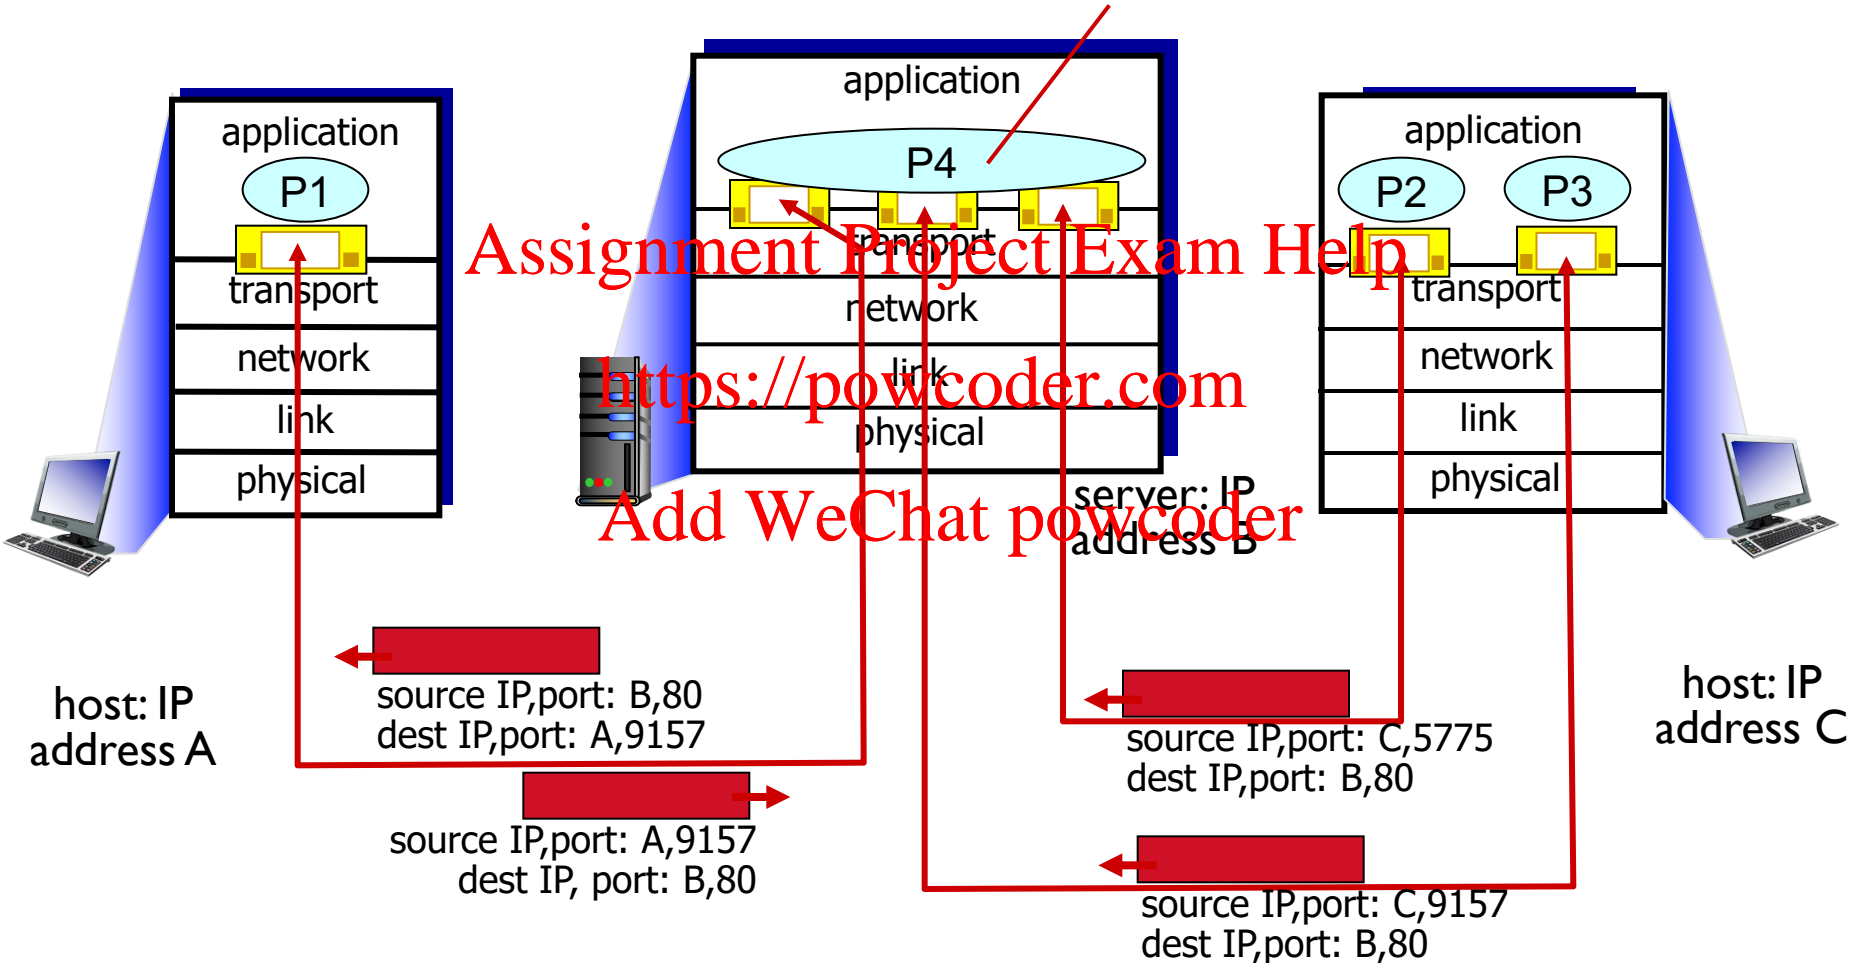 application
P1
transport
network
link
physical
host: IP
address A
application
P4
transport
network
link
physical
server: IP
address B
application
P2
P3
transport
network
link
physical
host: IP
address C
Assignment Project Exam Help
https://powcoder.com
Add WeChat powcoder
source IP,port: B,80
dest IP,port: A,9157
source IP,port: A,9157
dest IP, port: B,80
source IP,port: C,5775
dest IP,port: B,80
source IP,port: C,9157
dest IP,port: B,80